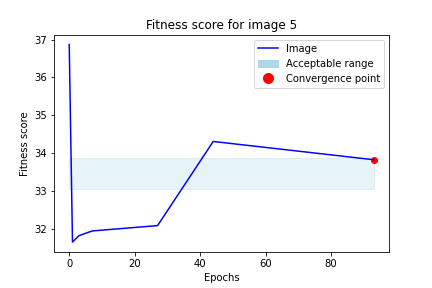 Fitness score for image 5
Image
Acceptable range
Convergence point
Fitness score
37
36
35
34
33
32
0
20
40
60
80
Epochs